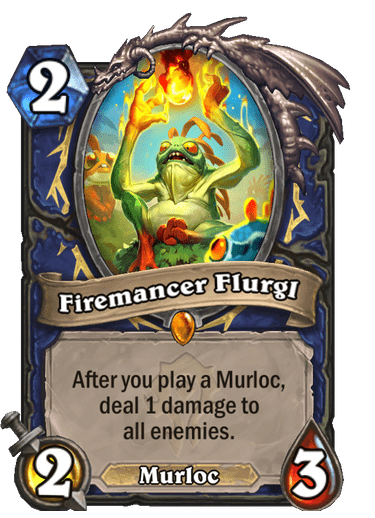 2
Firemancer Flurgl
After you play a Murloc,
deal 1 damage to
all enemies.
2
Murloc
3